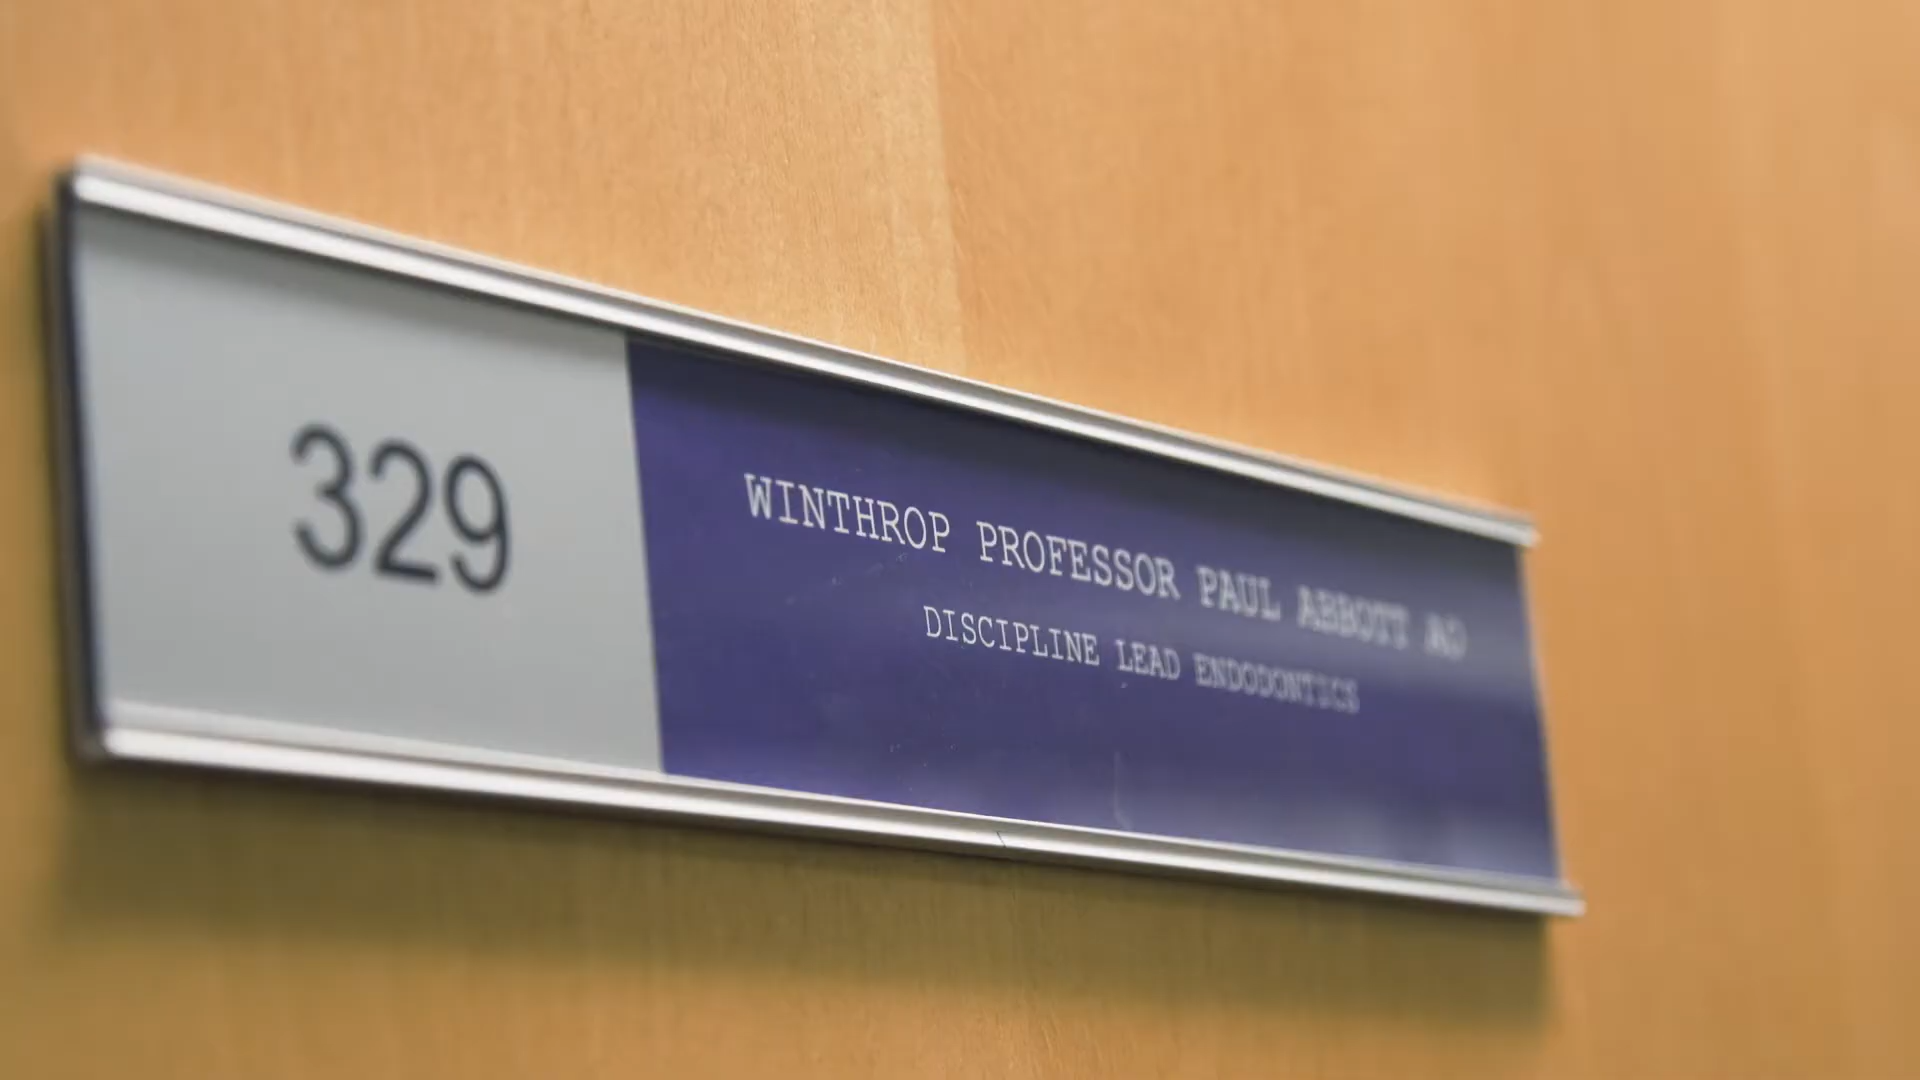 329
WINTHROP PROFESSOR PAUL ABBOTT AO
DISCIPLINE LEAD ENDODONTICS